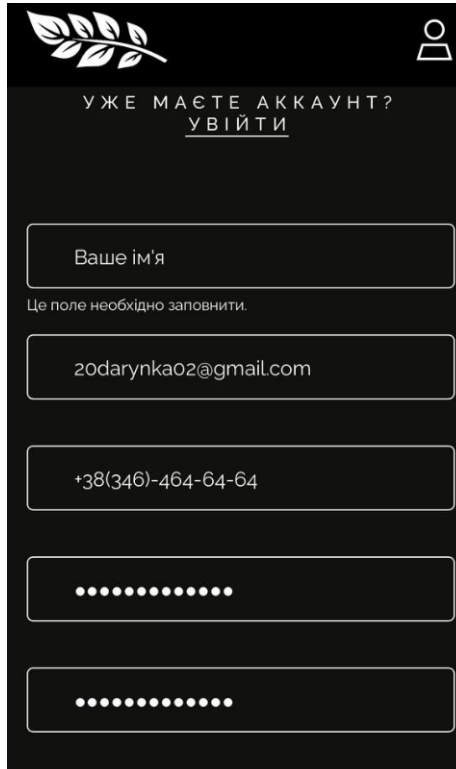 УЖЕ МАЄТЕ АККАУНТ?
УВІЙТИ
Ваше ім'я
Це поле необхідно заповнити.
20darynka02@gmail.com
+38(346)-464-64-64
•••••••••••••
•••••••••••••